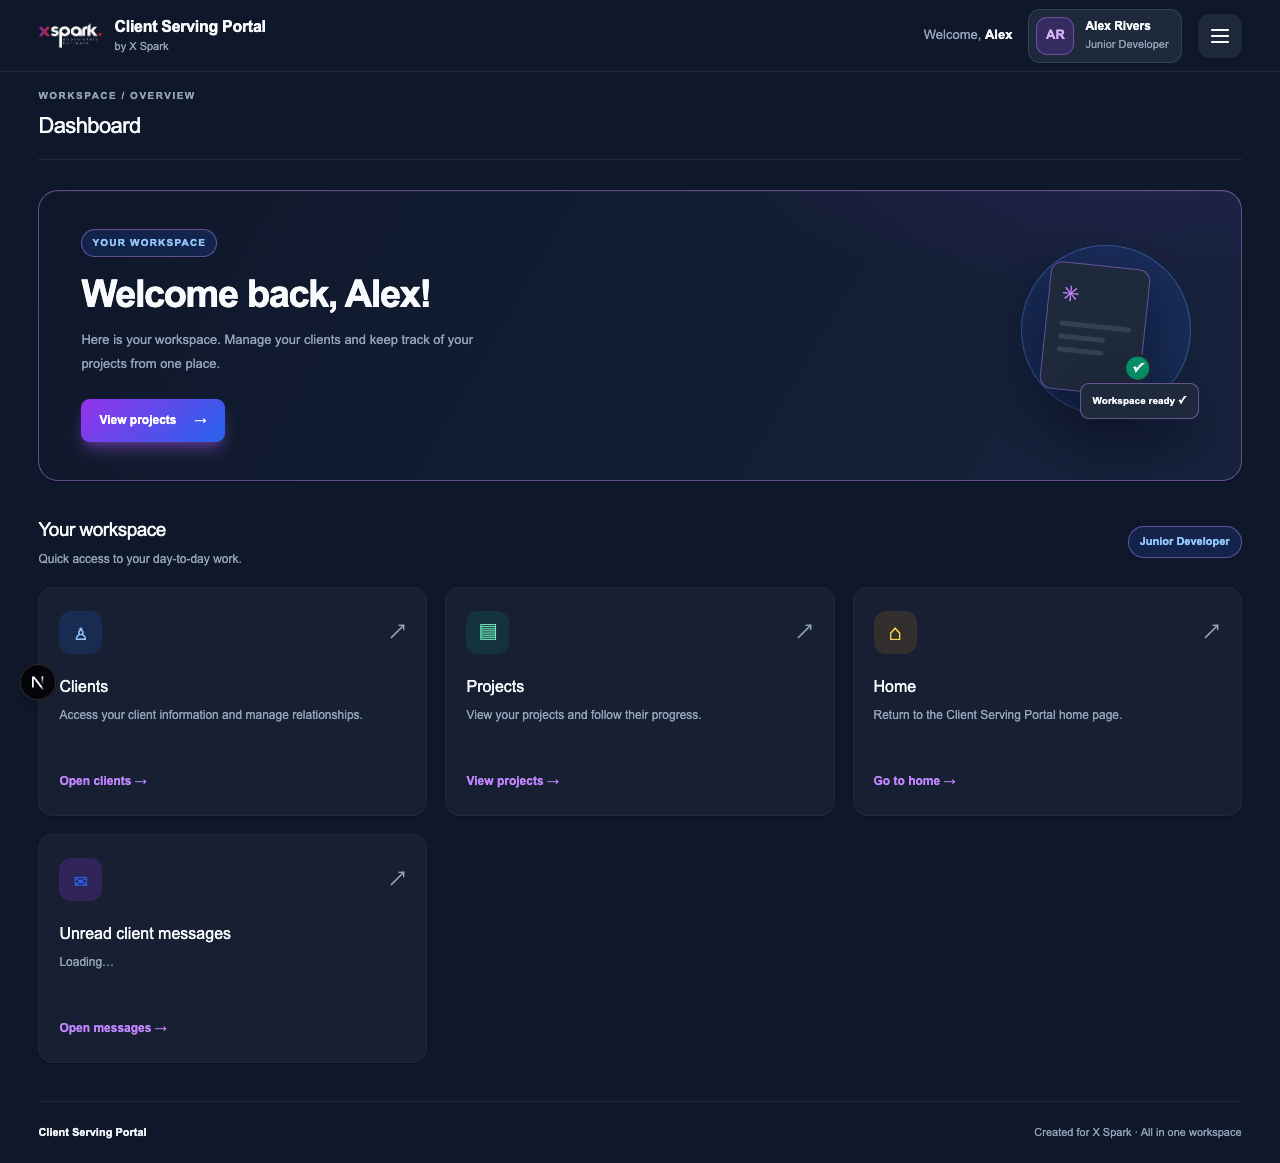 xspark.
Client Serving Portal
by X Spark
Welcome, Alex
AR
Alex Rivers
Junior Developer
WORKSPACE / OVERVIEW
Dashboard
YOUR WORKSPACE
Welcome back, Alex!
Here is your workspace. Manage your clients and keep track of your
projects from one place.
View projects →
Workspace ready ✓
Your workspace
Quick access to your day-to-day work.
Junior Developer
Clients
Access your client information and manage relationships.
Open clients →
Projects
View your projects and follow their progress.
View projects →
Home
Return to the Client Serving Portal home page.
Go to home →
N
Unread client messages
Loading...
Open messages →
Client Serving Portal
Created for X Spark · All in one workspace